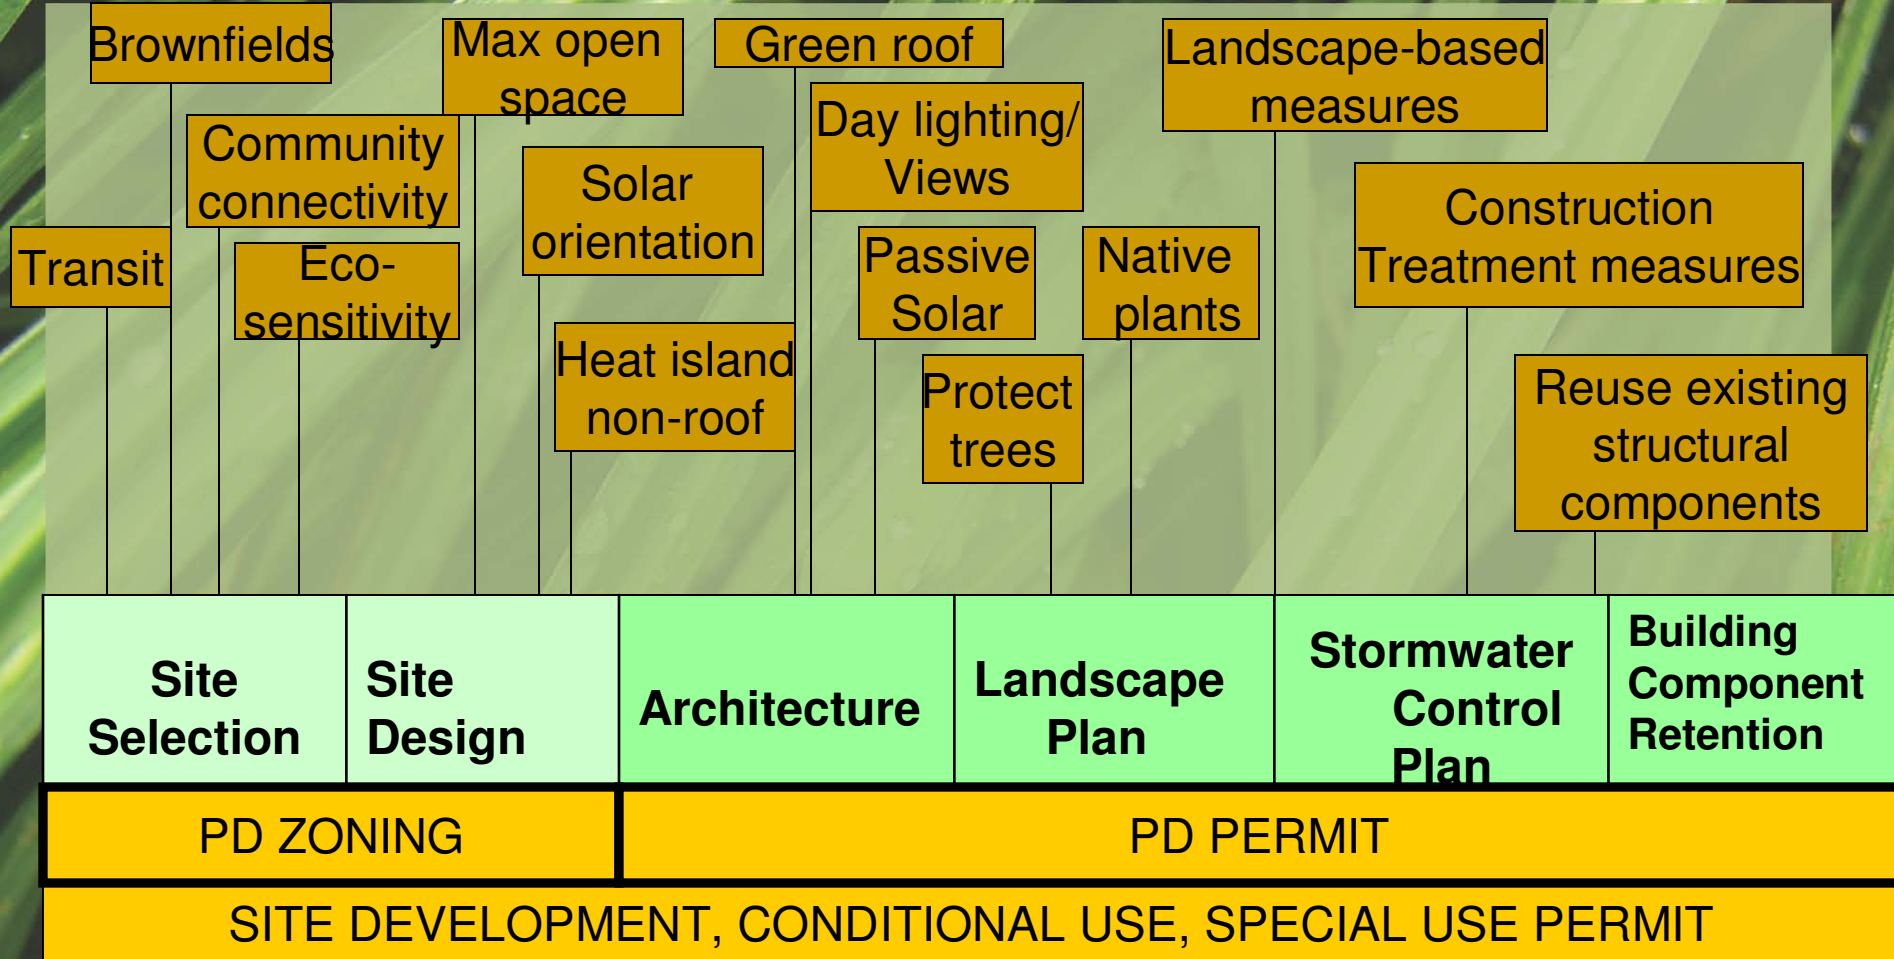 Brownfields
Max open
space
Green roof
Landscape-based
measures
Community
connectivity
Day lighting/
Views
Solar
orientation
Construction
Treatment measures
Transit
Eco-
sensitivity
Passive
Solar
Native
plants
Heat island
non-roof
Protect
trees
Reuse existing
structural
components
Site
Selection
Site
Design
Architecture
Landscape
Plan
Stormwater
Control
Plan
Building
Component
Retention
PD ZONING
PD PERMIT
SITE DEVELOPMENT, CONDITIONAL USE, SPECIAL USE PERMIT